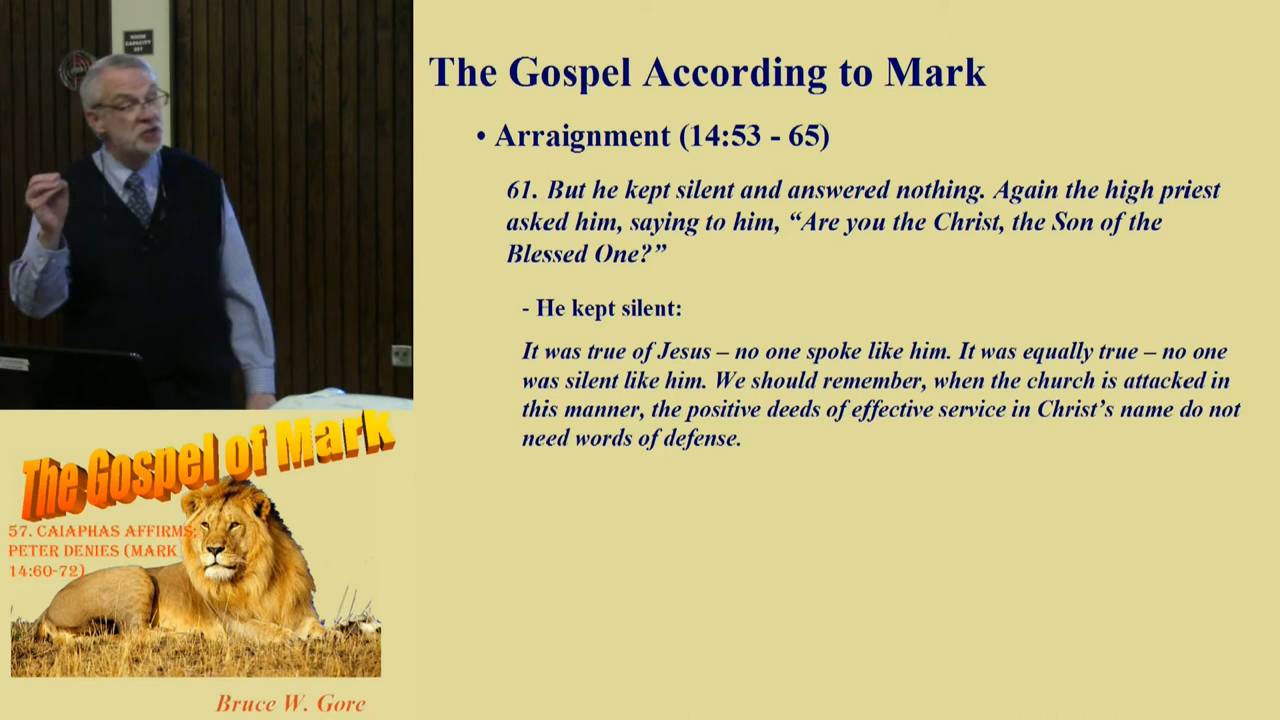 ROOM
CAPACITY
The Gospel According to Mark
• Arraignment (14:53 - 65)
61. But he kept silent and answered nothing. Again the high priest
asked him, saying to him, “Are you the Christ, the Son of the
Blessed One?”
- He kept silent:
It was true of Jesus – no one spoke like him. It was equally true – no one
was silent like him. We should remember, when the church is attacked in
this manner, the positive deeds of effective service in Christ’s name do not
need words of defense.
The Gospel of Mark
57. CAIAPHAS AFFIRMS;
PETER DENIES (MARK
14:60-72)
Bruce W. Gore